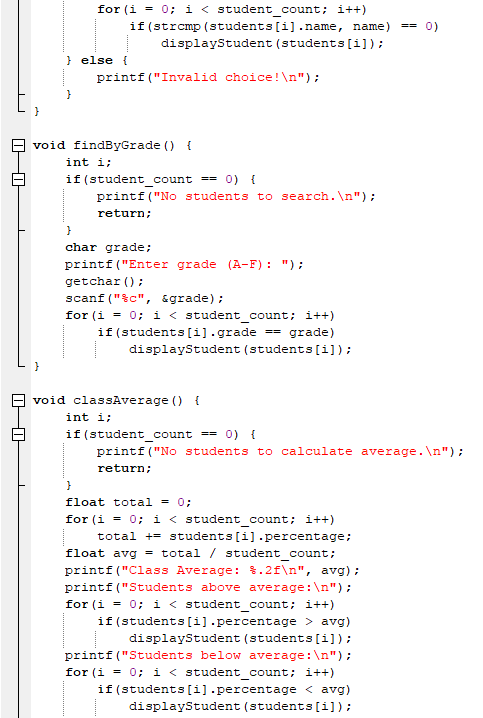 for(i = 0; i < student_count; i++)
if(strcmp(students[i].name, name) == 0)
displayStudent(students[i]);
} else {
printf("Invalid choice!\n");
}
}
void findByGrade() {
int i;
if(student_count == 0) {
printf("No students to search.\n");
return;
}
char grade;
printf("Enter grade (A-F): ");
getchar();
scanf("%c", &grade);
for(i = 0; i < student_count; i++)
if(students[i].grade == grade)
displayStudent(students[i]);
}
void classAverage() {
int i;
if(student_count == 0) {
printf("No students to calculate average.\n");
return;
}
float total = 0;
for(i = 0; i < student_count; i++)
total += students[i].percentage;
float avg = total / student_count;
printf("Class Average: %.2f\n", avg);
printf("Students above average:\n");
for(i = 0; i < student_count; i++)
if(students[i].percentage > avg)
displayStudent(students[i]);
printf("Students below average:\n");
for(i = 0; i < student_count; i++)
if(students[i].percentage < avg)
displayStudent(students[i]);